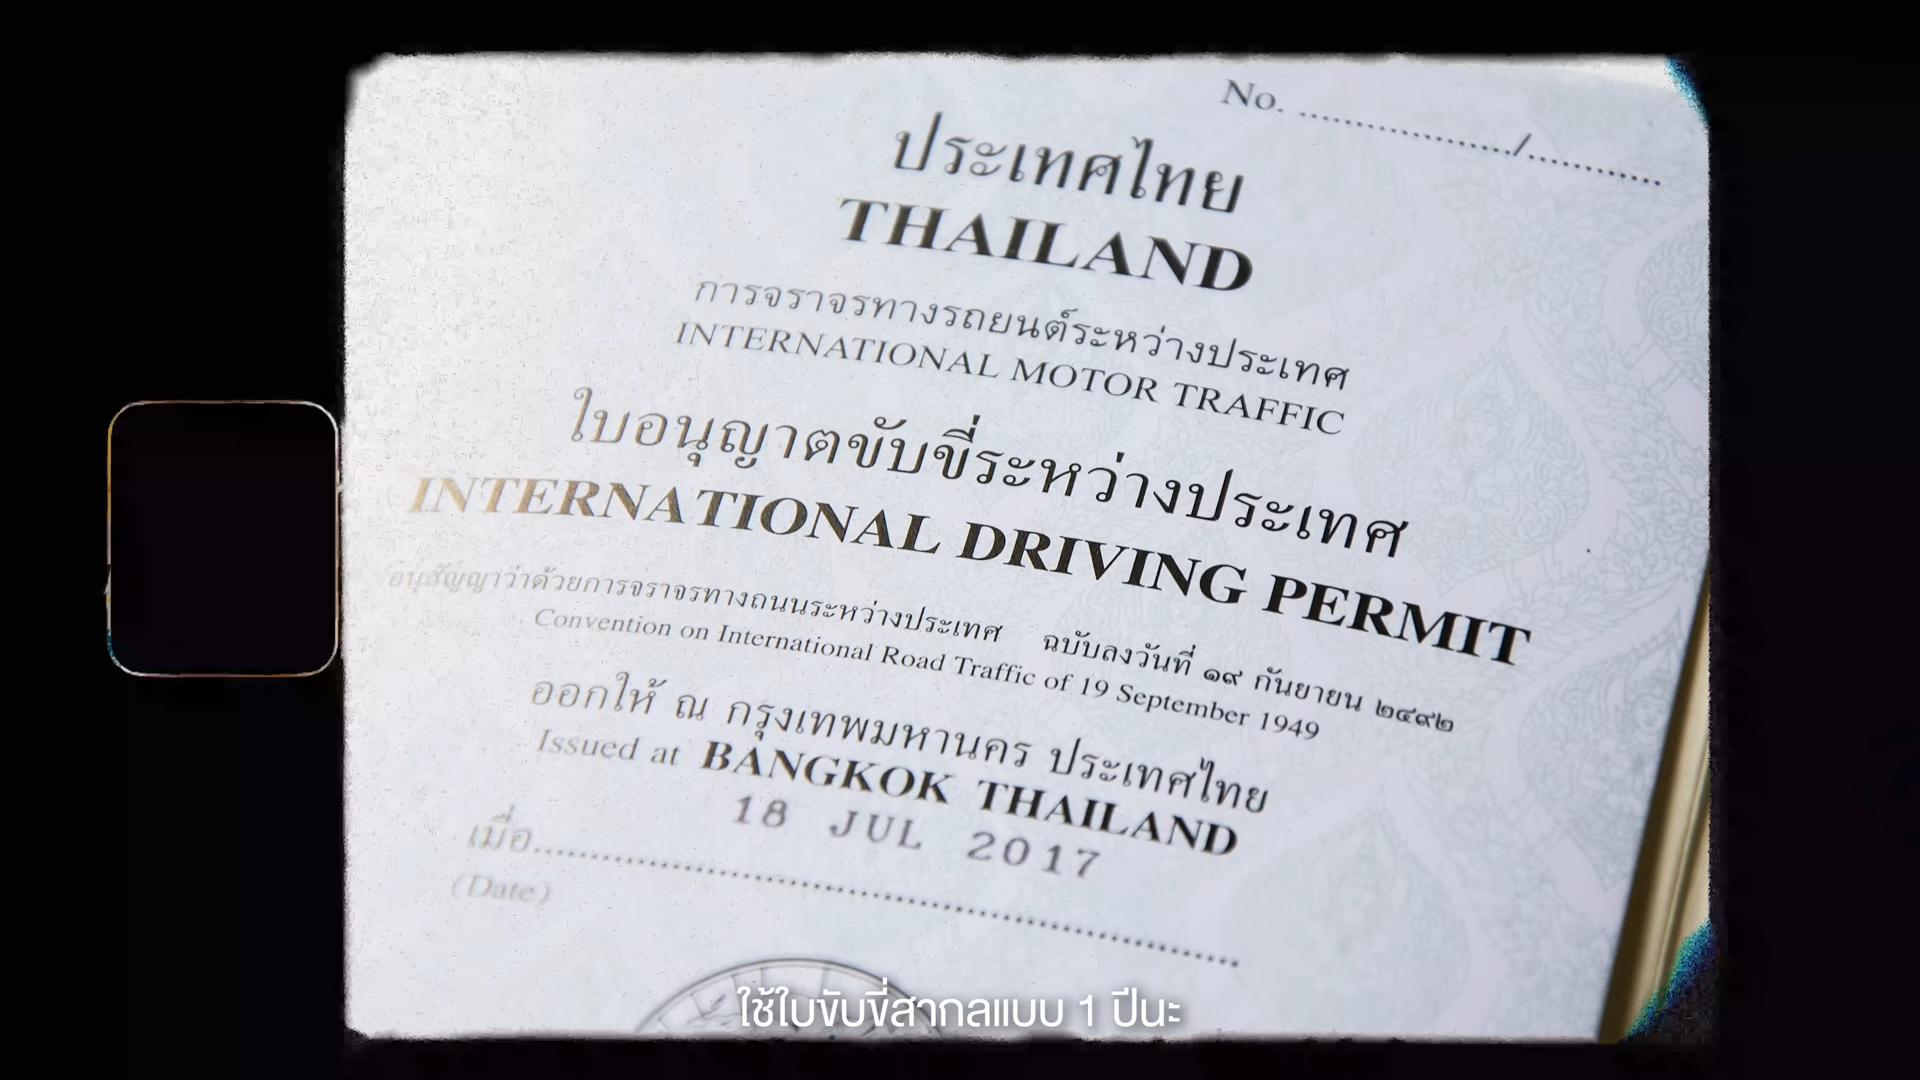 No. ......................../...............
ประเทศไทย
THAILAND
การจราจรทางรถยนต์ระหว่างประเทศ
INTERNATIONAL MOTOR TRAFFIC
ใบอนุญาตขับขี่ระหว่างประเทศ
INTERNATIONAL DRIVING PERMIT
อนุสัญญาว่าด้วยการจราจรทางถนนระหว่างประเทศ ฉบับลงวันที่ ๑๙ กันยายน ๒๔๙๒
Convention on International Road Traffic of 19 September 1949
ออกให้ ณ กรุงเทพมหานคร ประเทศไทย
Issued at BANGKOK THAILAND
18 JUL 2017
เมื่อ............................................................
(Date)
ใช้ใบขับขี่สากลแบบ 1 ปีนะ